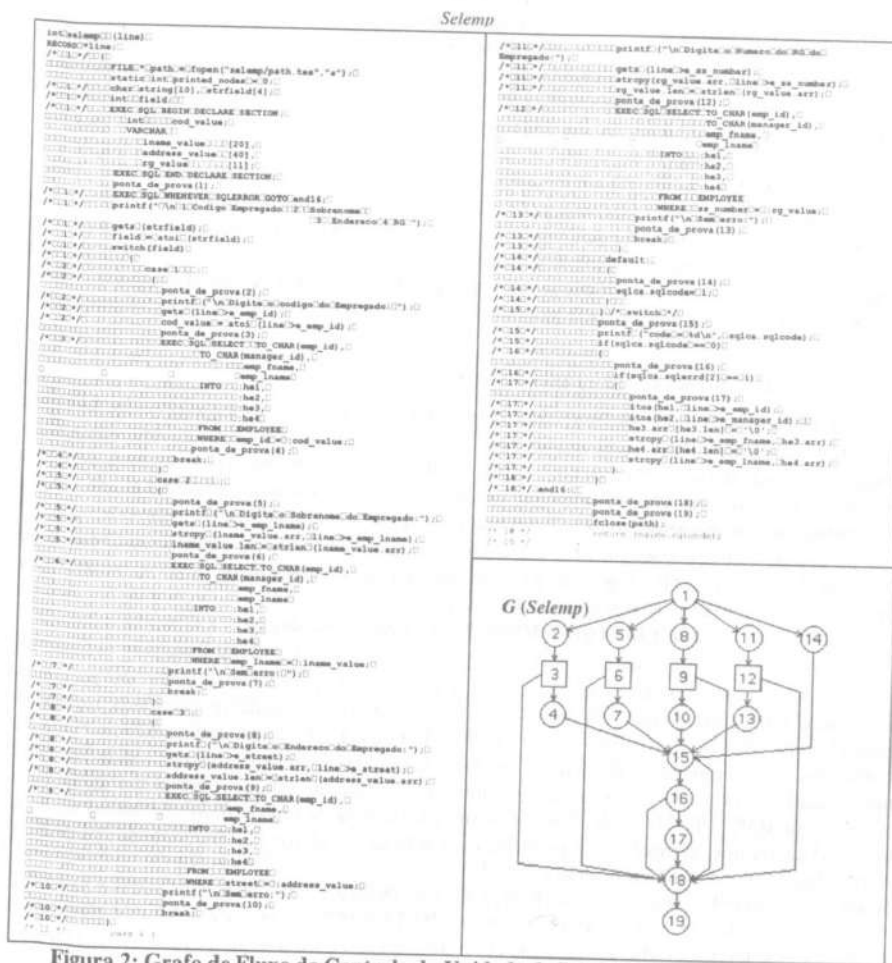 Selemp
int selemp (line)
RECORD *line;
/* 1 */ {
FILE * path = fopen("selemp/path.tes","a");
static int printed_nodes = 0;
/* 1 */ char string[10], strfield[4];
/* 1 */ int field;
EXEC SQL BEGIN DECLARE SECTION;
int cod_value;
VARCHAR
lname_value [20],
address_value [40],
rg_value [11];
EXEC SQL END DECLARE SECTION;
ponta_de_prova(1);
/* 1 */ EXEC SQL WHENEVER SQLERROR GOTO end16;
/* 1 */ printf("\n 1 Codigo Empregado 2 Sobrenome
3 Endereco 4 RG ");
/* 1 */ gets (strfield);
/* 1 */ field = atoi (strfield);
/* 1 */ switch(field)
/* 1 */ {
/* 2 */ case 1 :
/* 2 */ {
ponta_de_prova(2);
/* 2 */ printf ("\n Digite o codigo do Empregado: ");
/* 2 */ gets (line >e_emp_id);
/* 2 */ cod_value = atoi (line >e_emp_id);
ponta_de_prova(3);
/* 3 */ EXEC SQL SELECT TO_CHAR(emp_id),
TO_CHAR(manager_id),
emp_fname,
emp_lname
INTO :he1,
:he2,
:he3,
:he4
FROM EMPLOYEE
WHERE emp_id = :cod_value;
ponta_de_prova(4);
/* 4 */ break;
/* 4 */ }
/* 5 */ case 2 :
/* 5 */ {
ponta_de_prova(5);
/* 5 */ printf ("\n Digite o Sobrenome do Empregado:");
/* 5 */ gets (line >e_emp_lname);
/* 5 */ strcpy (lname_value.arr, line >e_emp_lname);
/* 5 */ lname_value.len = strlen (lname_value.arr);
ponta_de_prova(6);
/* 6 */ EXEC SQL SELECT TO_CHAR(emp_id),
TO_CHAR(manager_id),
emp_fname,
emp_lname
INTO :he1,
:he2,
:he3,
:he4
FROM EMPLOYEE
WHERE emp_lname = :lname_value;
/* 7 */ printf("\n Sem erro: ");
ponta_de_prova(7);
/* 7 */ break;
/* 7 */ }
/* 8 */ case 3 :
/* 8 */ {
ponta_de_prova(8);
/* 8 */ printf ("\n Digite o Endereco do Empregado:");
/* 8 */ gets (line >e_street);
/* 8 */ strcpy (address_value.arr, line >e_street);
/* 8 */ address_value.len = strlen (address_value.arr);
ponta_de_prova(9);
/* 9 */ EXEC SQL SELECT TO_CHAR(emp_id),
emp_fname,
emp_lname
INTO :he1,
:he2,
:he3,
:he4
FROM EMPLOYEE
WHERE street = :address_value;
/* 10 */ printf("\n Sem erro:");
ponta_de_prova(10);
/* 10 */ break;
/* 10 */ }
/* 11 */ printf ("\n Digite o Numero do RG do
Empregado:");
/* 11 */ gets (line >e_ss_number);
/* 11 */ strcpy(rg_value.arr, line >e_ss_number);
/* 11 */ rg_value.len = strlen (rg_value.arr);
ponta_de_prova(12);
/* 12 */ EXEC SQL SELECT TO_CHAR(emp_id),
TO_CHAR(manager_id),
emp_fname,
emp_lname
INTO :he1,
:he2,
:he3,
:he4
FROM EMPLOYEE
WHERE ss_number = :rg_value;
/* 13 */ printf("\n Sem erro:");
ponta_de_prova(13);
/* 13 */ break;
/* 13 */ }
/* 14 */ default:
/* 14 */ {
ponta_de_prova(14);
/* 14 */ sqlca.sqlcode= 1;
/* 14 */ }
/* 15 */ } /* switch */
ponta_de_prova(15);
/* 15 */ printf ("code = %d\n", sqlca.sqlcode);
/* 15 */ if(sqlca.sqlcode == 0)
/* 16 */ {
ponta_de_prova(16);
/* 16 */ if(sqlca.sqlerrd[2] == 1)
/* 17 */ {
ponta_de_prova(17);
/* 17 */ itoa(he1, line >e_emp_id);
/* 17 */ itoa(he2, line >e_manager_id);
/* 17 */ he3.arr [he3.len] = '\0';
/* 17 */ strcpy (line >e_emp_fname, he3.arr);
/* 17 */ he4.arr [he4.len] = '\0';
/* 17 */ strcpy (line >e_emp_lname, he4.arr);
/* 17 */ }
/* 18 */ }
/* 18 */ end16:
ponta_de_prova(18);
ponta_de_prova(19);
fclose(path);
G (Selemp)
1
2 5 8 11 14
3 6 9 12
4 7 10 13
15
16
17
18
19